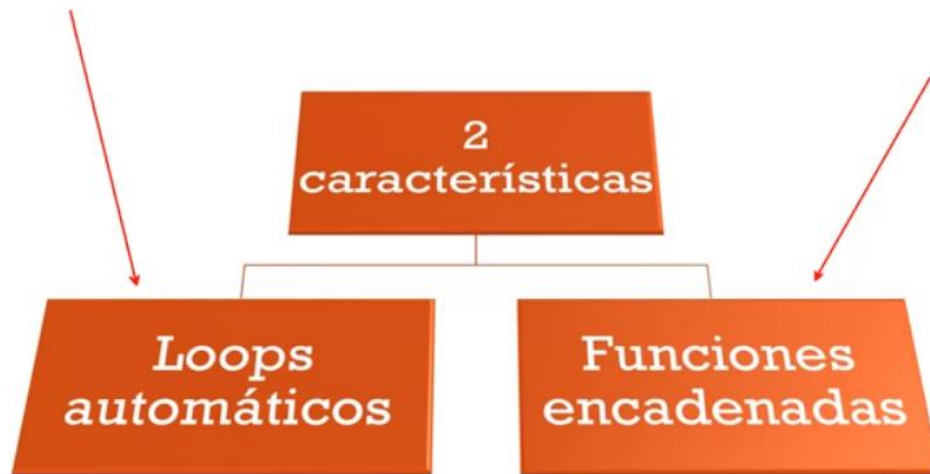 2
características
Loops
automáticos
Funciones
encadenadas